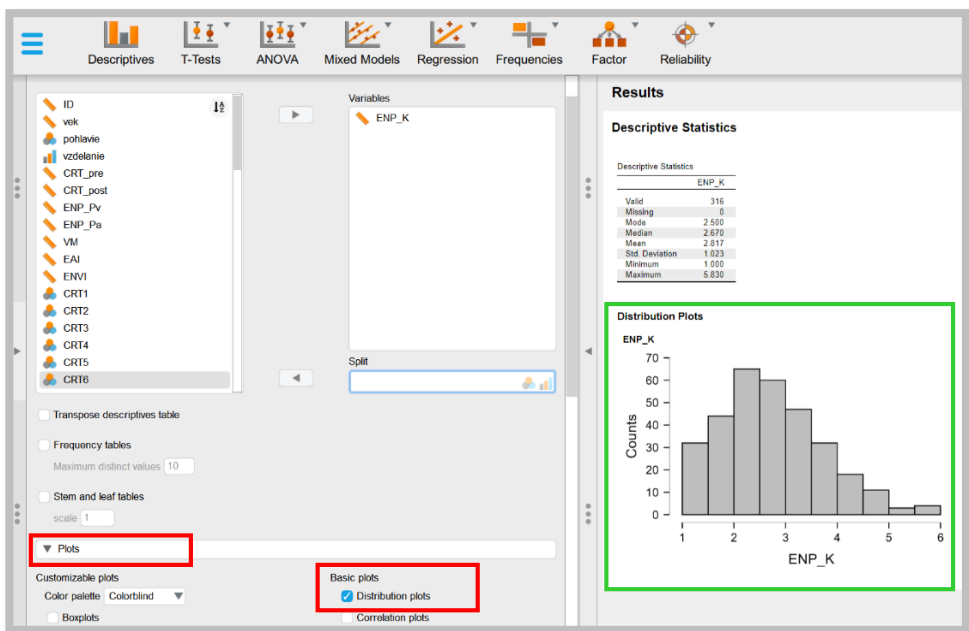 Descriptives T-Tests ANOVA Mixed Models Regression Frequencies Factor Reliability
ID
vek
pohlavie
vzdelanie
CRT_pre
CRT_post
ENP_Pv
ENP_Pa
VM
EAI
ENVI
CRT1
CRT2
CRT3
CRT4
CRT5
CRT6
Variables
ENP_K
Split
Transpose descriptives table
Frequency tables
Maximum distinct values 10
Stem and leaf tables
scale 1
Plots
Customizable plots
Color palette Colorblind
Boxplots
Basic plots
Distribution plots
Correlation plots
Results
Descriptive Statistics
Descriptive Statistics
ENP_K
Valid 316
Missing 0
Mode 2.500
Median 2.670
Mean 2.817
Std. Deviation 1.023
Minimum 1.000
Maximum 5.830
Distribution Plots
ENP_K
70
60
50
40
30
20
10
0
Counts
1 2 3 4 5 6
ENP_K